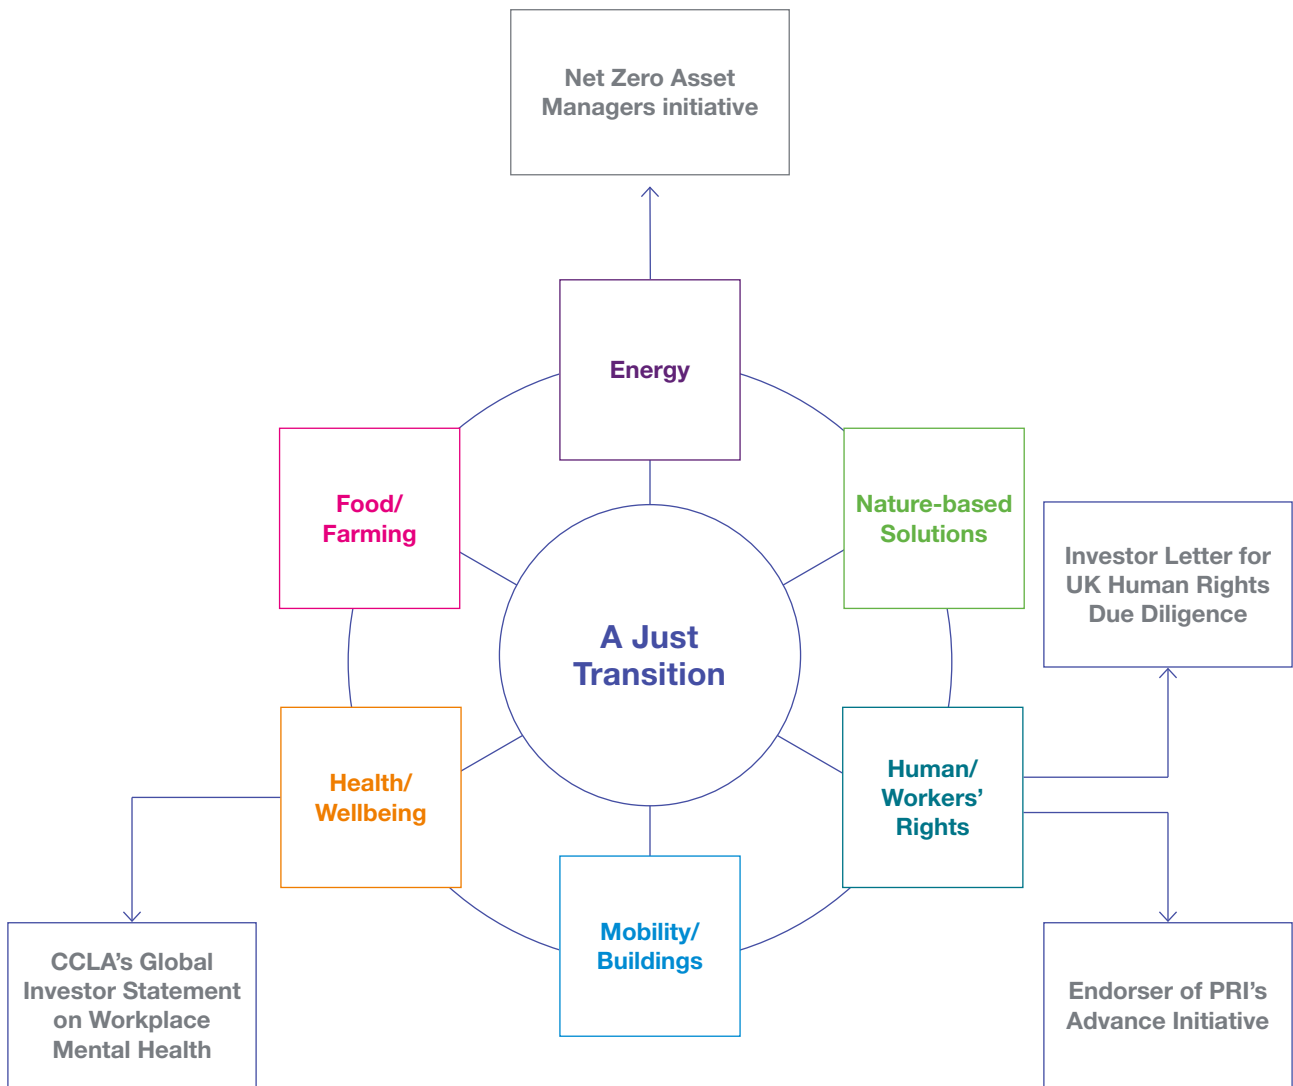 Net Zero Asset
Managers initiative
Energy
Food/
Farming
Nature-based
Solutions
Investor Letter for
UK Human Rights
Due Diligence
A Just
Transition
Health/
Wellbeing
Human/
Workers’
Rights
Mobility/
Buildings
CCLA’s Global
Investor Statement
on Workplace
Mental Health
Endorser of PRI’s
Advance Initiative